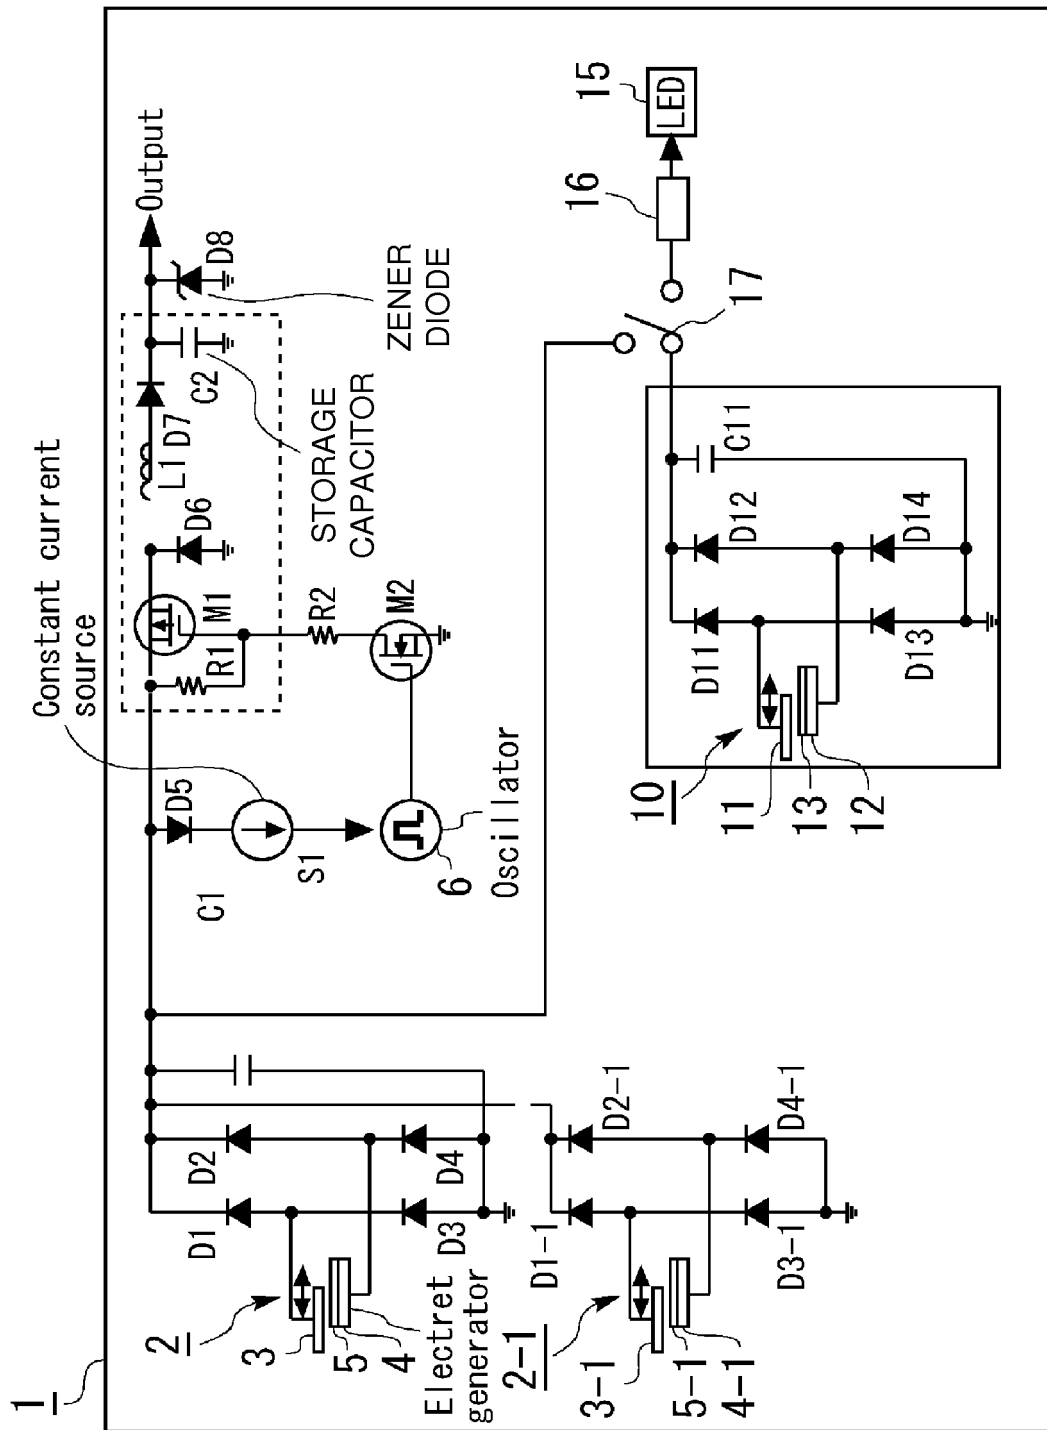 1
Constant current
source
Output
D5
R1
M1
D6
L1
D7
C2
D8
ZENER
DIODE
STORAGE
CAPACITOR
C1
S1
R2
M2
6
Oscillator
D1
D2
2
3
5
4
D3
D4
Electret
generator
D1-1
D2-1
2-1
3-1
5-1
4-1
D3-1
D4-1
15
LED
16
17
10
11
13
12
D11
D12
C11
D13
D14